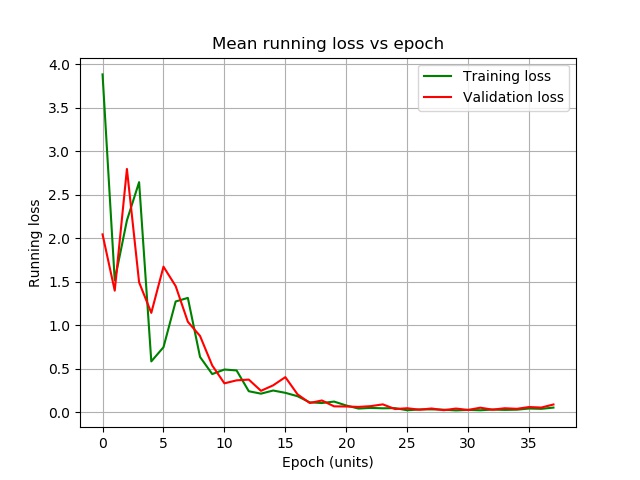 Mean running loss vs epoch
Training loss
Validation loss
Running loss
4.0
3.5
3.0
2.5
2.0
1.5
1.0
0.5
0.0
0 5 10 15 20 25 30 35
Epoch (units)